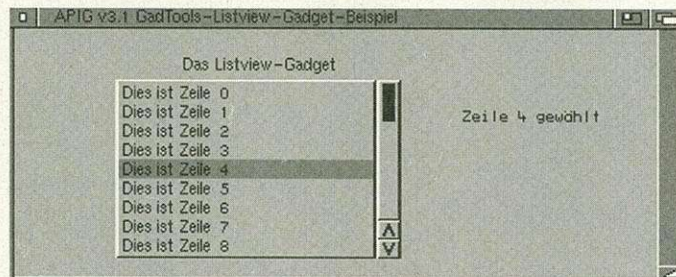 APIG v3.1 GadTools-Listview-Gadget-Beispiel
Das Listview-Gadget
Dies ist Zeile 0
Dies ist Zeile 1
Dies ist Zeile 2
Dies ist Zeile 3
Dies ist Zeile 4
Dies ist Zeile 5
Dies ist Zeile 6
Dies ist Zeile 7
Dies ist Zeile 8
Zeile 4 gewählt